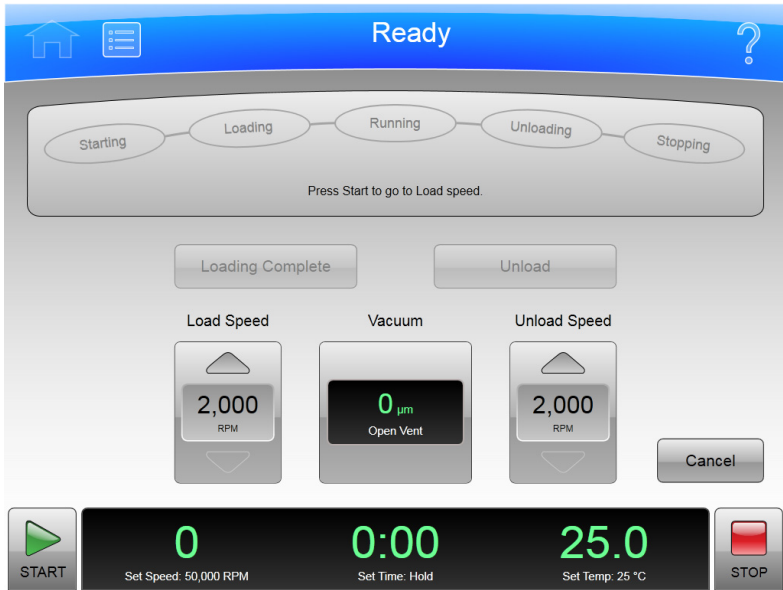 Ready
?
Starting
Loading
Running
Unloading
Stopping
Press Start to go to Load speed.
Loading Complete
Unload
Load Speed
Vacuum
Unload Speed
2,000
RPM
0 µm
Open Vent
2,000
RPM
Cancel
START
0
Set Speed: 50,000 RPM
0:00
Set Time: Hold
25.0
Set Temp: 25 °C
STOP